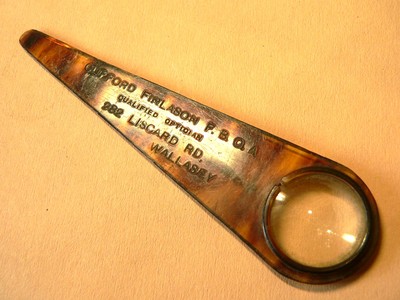 CLIFFORD FINLASON F.B.O.A
QUALIFIED OPTICIAN
282 LISCARD RD.
WALLASEY